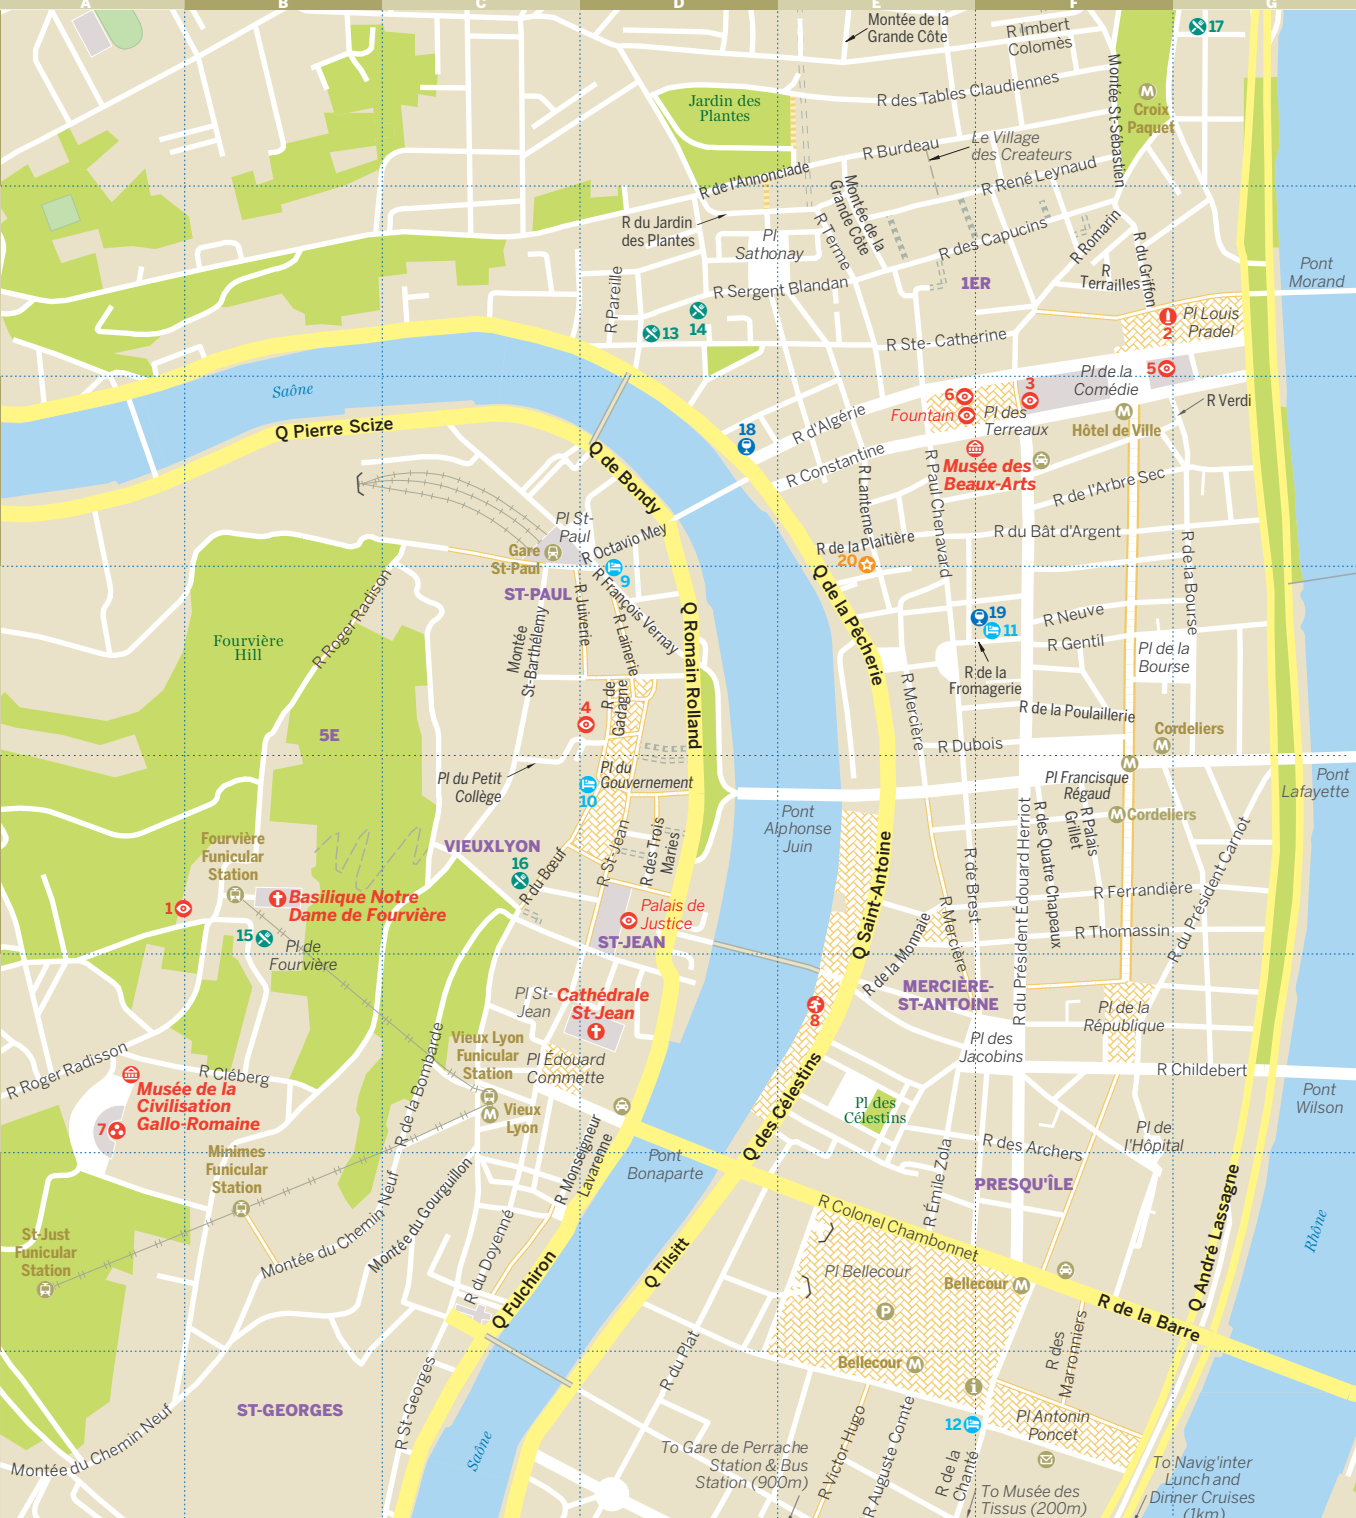 A B C D E F G
Montée de la
Grande Côte
R Imbert
Colomès
17
Jardin des
Plantes
R des Tables Claudiennes
Montée St-Sébastien
Croix
Paquet
R Burdeau
Le Village
des Createurs
R de l'Annonciade
R René Leynaud
Montée de la
Grande Côte
R du Jardin
des Plantes
Pl
Sathonay
R Terme
R des Capucins
R Romarin
R du Griffon
R
Terrailles
Pont
Morand
1ER
R Pareille
R Sergent Blandan
14
13
Pl Louis
Pradel
2
R Ste- Catherine
5
Pl de la
Comédie
Saône
6
3
Fountain
Pl des
Terreaux
R Verdi
R d'Algérie
Hôtel de Ville
Q Pierre Scize
18
Musée des
Beaux-Arts
R Constantine
Q de Bondy
R Lanterne
R Paul Chenavard
R de l'Arbre Sec
Pl St-
Paul
R Octavio Mey
R du Bât d'Argent
Gare
St-Paul
R de la Plaitière
20
R de la Bourse
9
ST-PAUL
R Roger Radison
R Juiverie
R François Vernay
Q Romain Rolland
Q de la Pêcherie
19
11
R Neuve
Fourvière
Hill
Montée
St-Barthélemy
R Lainerie
R Gentil
Pl de la
Bourse
R de la
Fromagerie
R de
Gadagne
4
R Mercière
R de la Poulaillerie
5E
Cordeliers
R Dubois
Pl du Petit
Collège
Pl du
Gouvernement
10
Pl Francisque
Régaud
Pont
Lafayette
Pont
Alphonse
Juin
Cordeliers
R Palais
Grillet
R des Quatre Chapeaux
R du Président Édouard Herriot
R du Président Carnot
Fourvière
Funicular
Station
VIEUXLYON
16
R du Bœuf
R St-Jean
R des Trois
Maries
Q Saint-Antoine
R de Brest
R Mercière
R Ferrandière
1
Basilique Notre
Dame de Fourvière
Palais de
Justice
15
Pl de
Fourvière
ST-JEAN
R Thomassin
R de la Monnaie
MERCIÈRE-
ST-ANTOINE
Pl St-
Jean
Cathédrale
St-Jean
8
Pl de la
République
Vieux Lyon
Funicular
Station
Pl Édouard
Commette
Pl des
Jacobins
R Roger Radisson
R Cléberg
R de la Bombarde
R Childebert
Musée de la
Civilisation
Gallo-Romaine
7
Vieux
Lyon
Pl des
Célestins
Q des Célestins
Pont
Wilson
Pl de
l'Hôpital
Minimes
Funicular
Station
R Monseigneur
Lavarenne
Pont
Bonaparte
R des Archers
R Émile Zola
PRESQU'ÎLE
R Colonel Chambonnet
Q André Lassagne
Rhône
St-Just
Funicular
Station
Montée du Chemin Neuf
Montée du Gourguillon
R du Doyenné
Q Fulchiron
Q Tilsitt
Pl Bellecour
Bellecour
P
R de la Barre
R des
Marronniers
Bellecour
R du Plat
R St-Georges
ST-GEORGES
Montée du Chemin Neuf
Saône
12
Pl Antonin
Poncet
R Victor Hugo
R Auguste Comte
R de la
Charité
To Gare de Perrache
Station & Bus
Station (900m)
To Musée des
Tissus (200m)
To Navig'inter
Lunch and
Dinner Cruises
(1km)